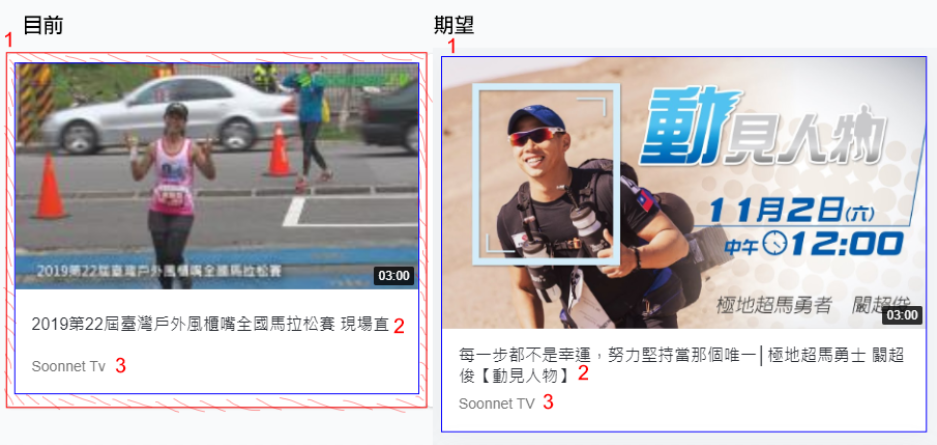 目前
1
2019第22屆臺灣戶外風櫃嘴全國馬拉松賽
03:00
2019第22屆臺灣戶外風櫃嘴全國馬拉松賽 現場直 2
Soonnet Tv 3
期望
1
動見人物
11月2日(六)
中午12:00
極地超馬勇者 關超俊
03:00
每一步都不是幸運，努力堅持當那個唯一│極地超馬勇士 關超
俊【動見人物】 2
Soonnet TV 3